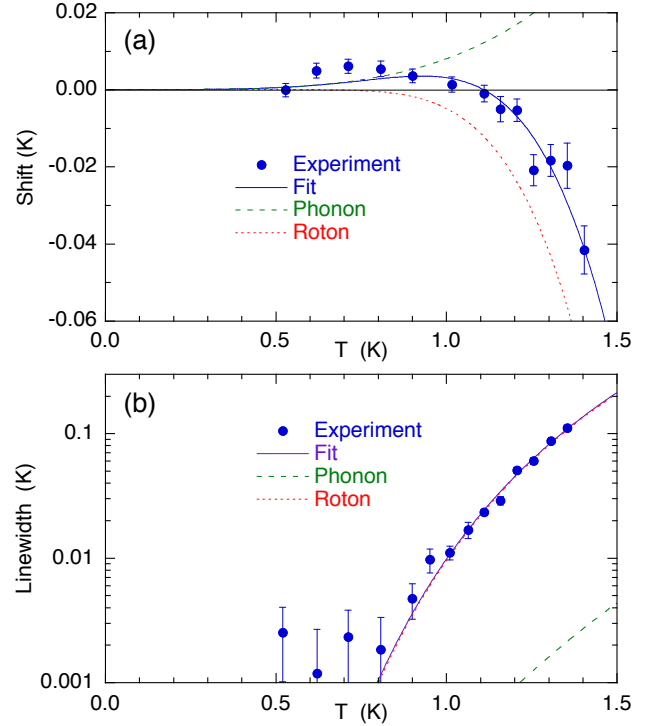 (a)
0.02
0.00
-0.02
-0.04
-0.06
Shift (K)
Experiment
Fit
Phonon
Roton
0.0 0.5 1.0 1.5
T (K)
(b)
0.1
0.01
0.001
Linewidth (K)
Experiment
Fit
Phonon
Roton
0.0 0.5 1.0 1.5
T (K)